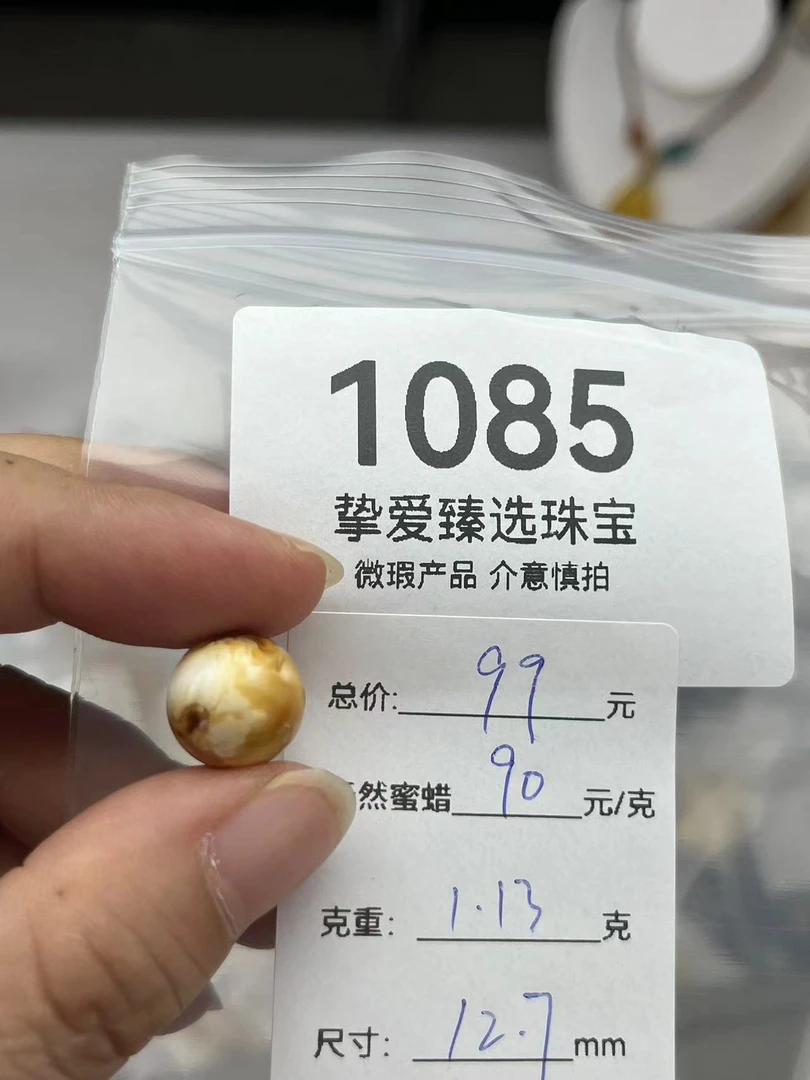 1085
挚爱臻选珠宝
微瑕产品 介意慎拍
总价:99元
然蜜蜡90元/克
克重:1.13克
尺寸:12.7mm